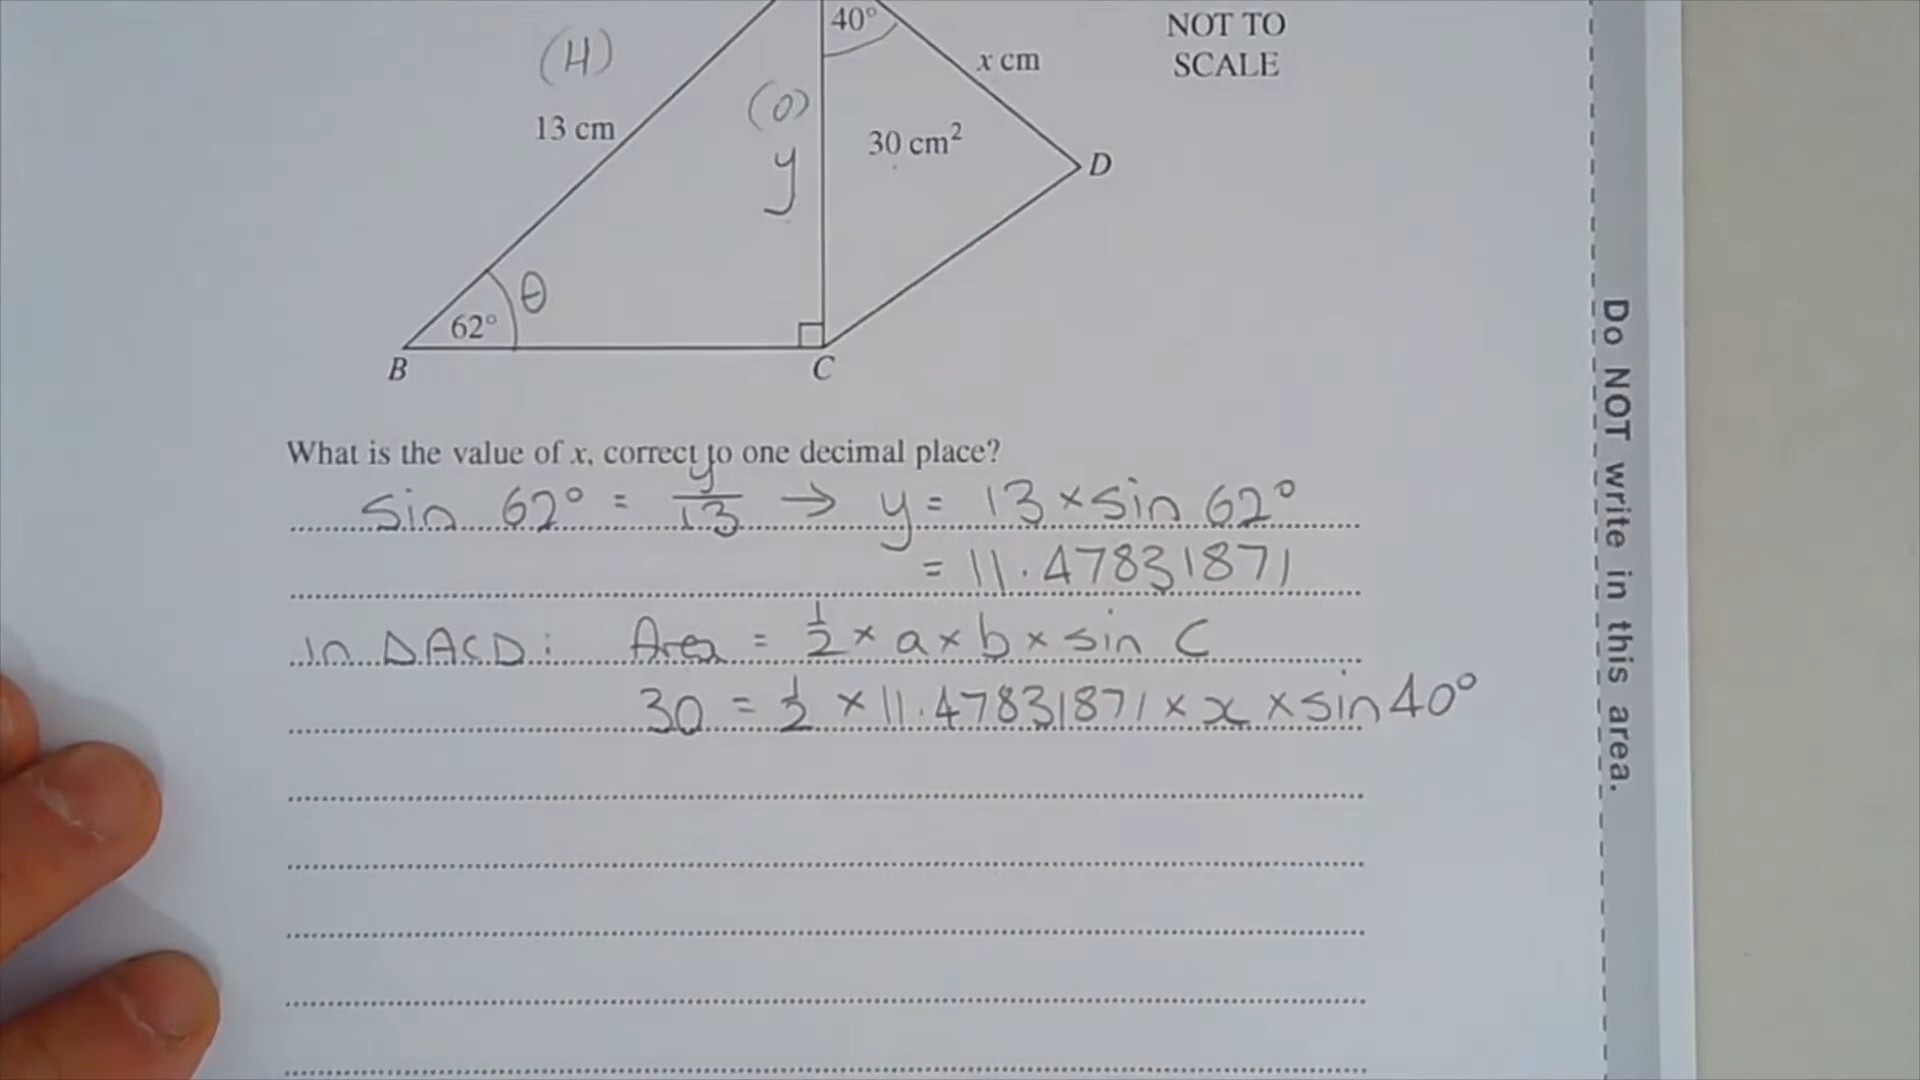 40°
NOT TO
SCALE
(H)
x cm
13 cm
(O)
y
30 cm²
D
θ
62°
B
C
What is the value of x, correct to one decimal place?
sin 62° = y/13 → y = 13 × sin 62°
= 11.47831871
In ΔACD: Area = 1/2 × a × b × sin C
30 = 1/2 × 11.47831871 × x × sin 40°
Do NOT write in this area.